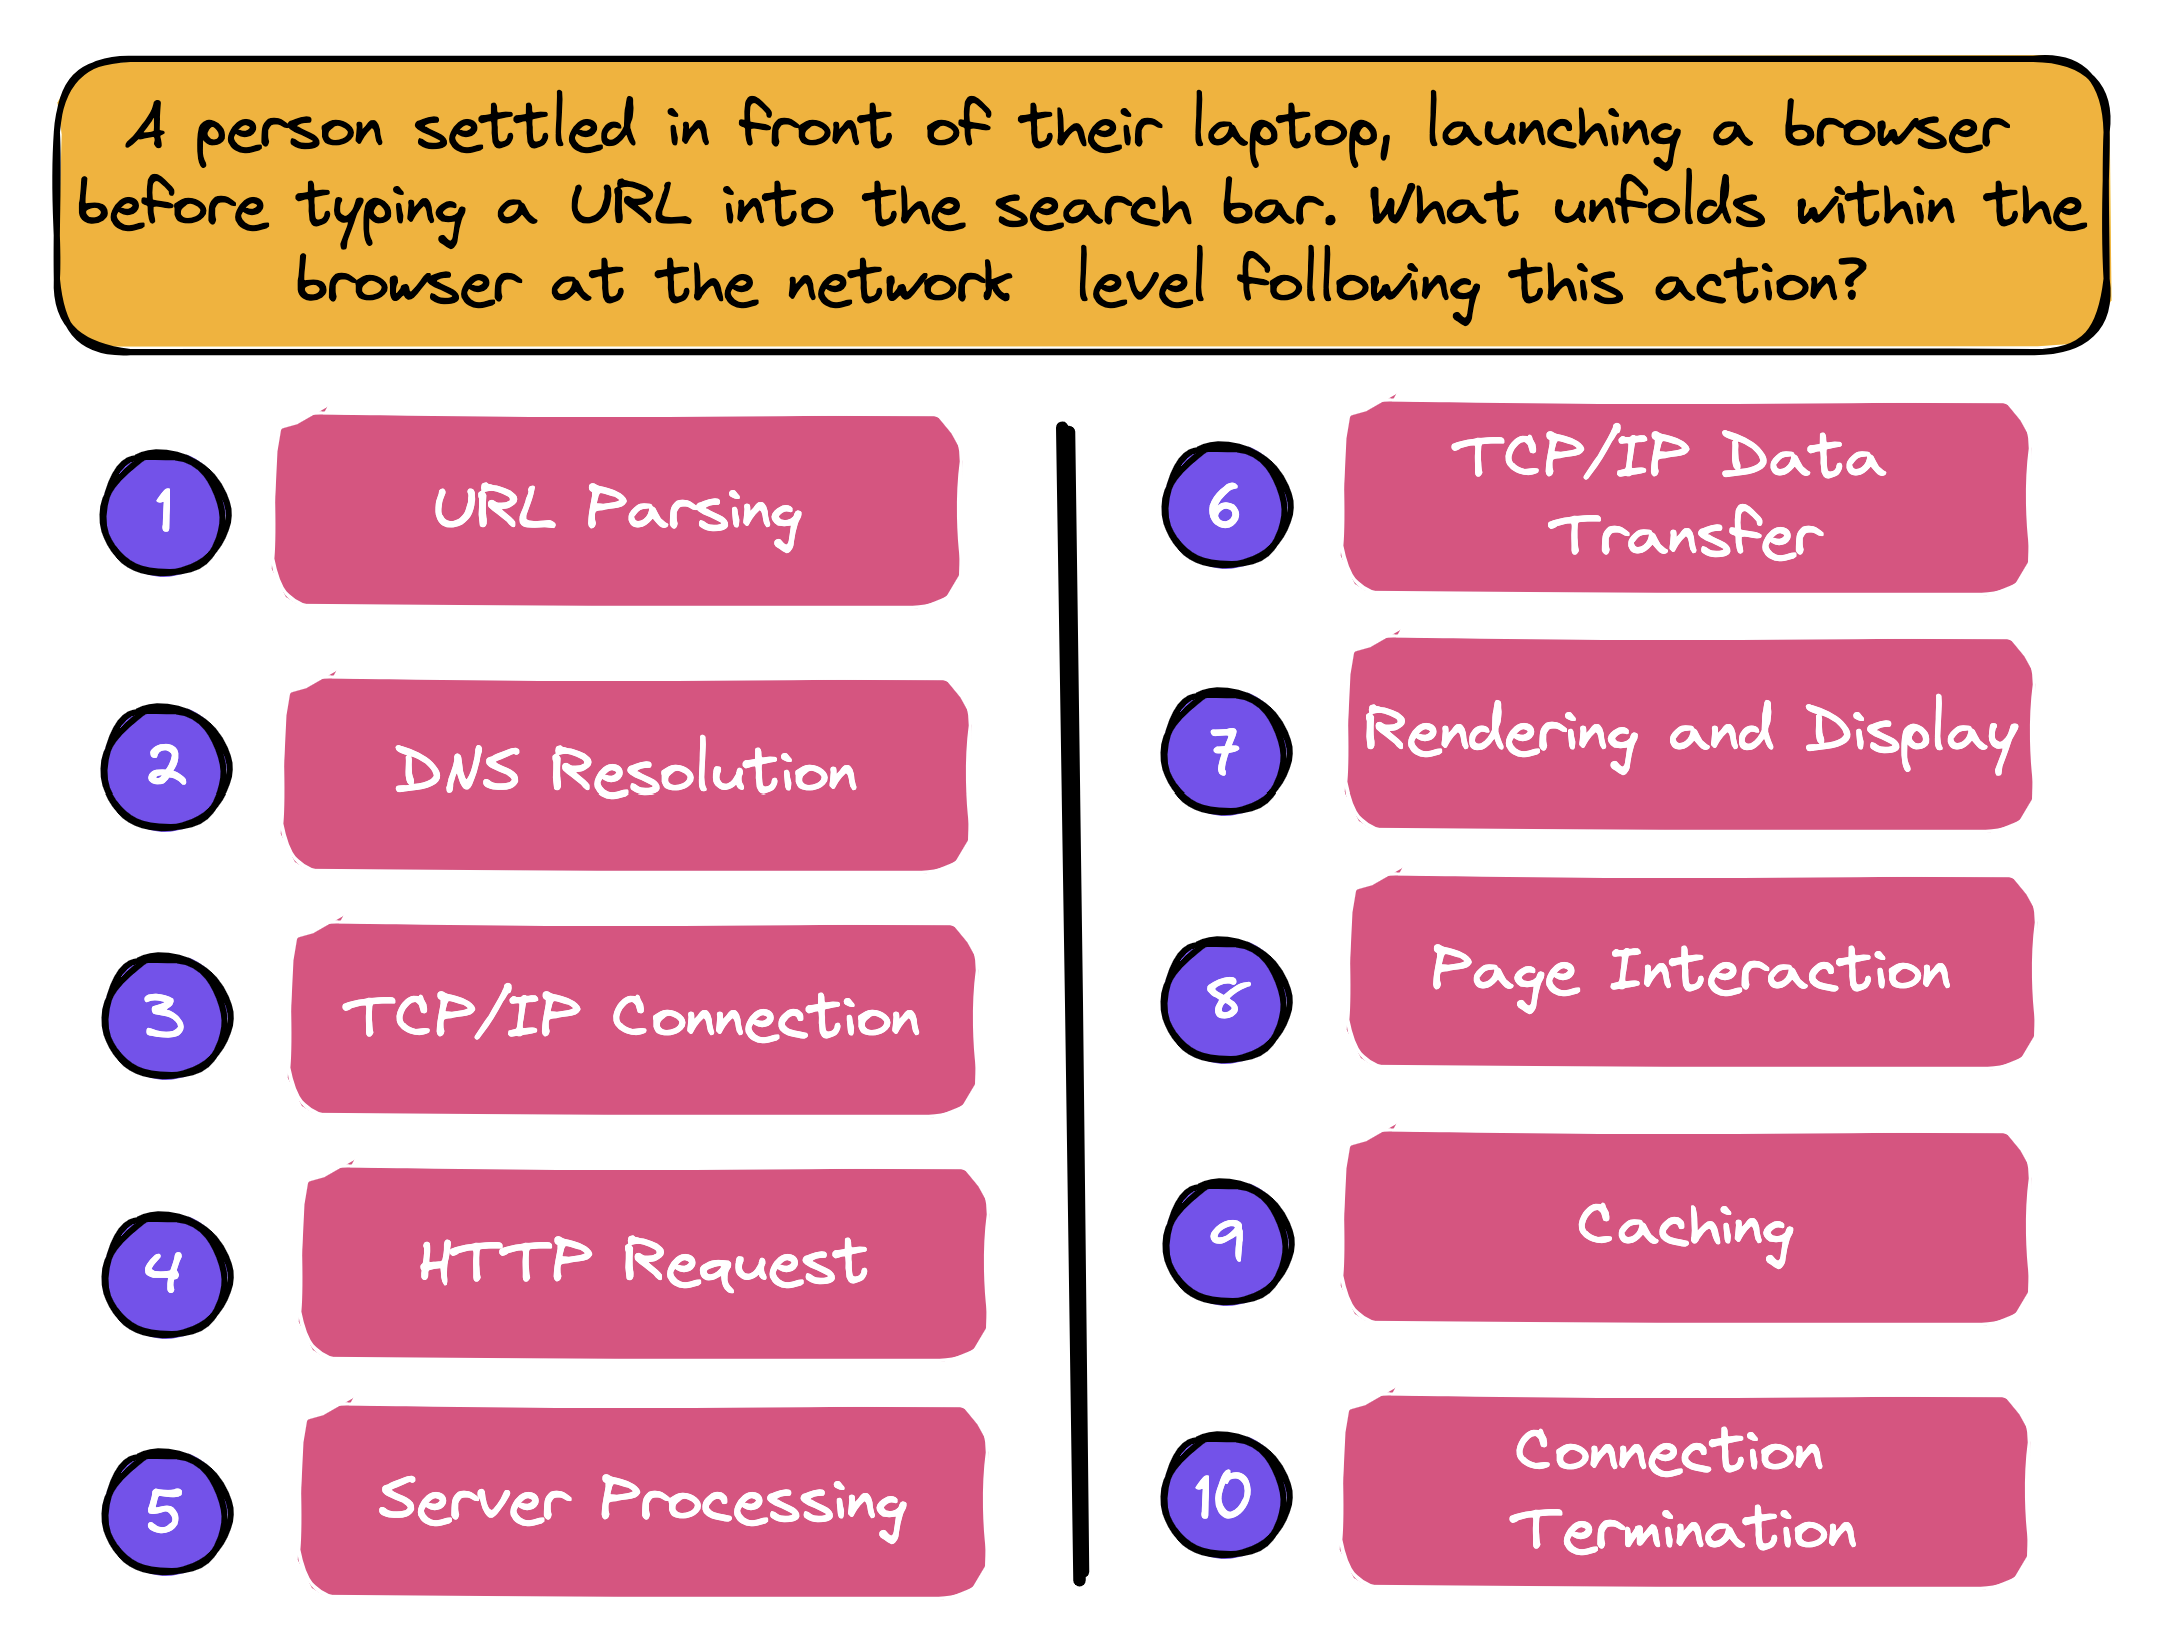 A person settled in front of their laptop, launching a browser
before typing a URL into the search bar. What unfolds within the
browser at the network level following this action?
1
URL Parsing
2
DNS Resolution
3
TCP/IP Connection
4
HTTP Request
5
Server Processing
6
TCP/IP Data
Transfer
7
Rendering and Display
8
Page Interaction
9
Caching
10
Connection
Termination